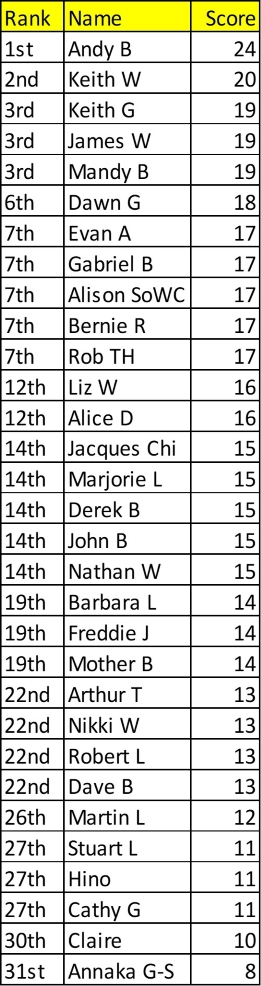 Rank Name Score
1st Andy B 24
2nd Keith W 20
3rd Keith G 19
3rd James W 19
3rd Mandy B 19
6th Dawn G 18
7th Evan A 17
7th Gabriel B 17
7th Alison SoWC 17
7th Bernie R 17
7th Rob TH 17
12th Liz W 16
12th Alice D 16
14th Jacques Chi 15
14th Marjorie L 15
14th Derek B 15
14th John B 15
14th Nathan W 15
19th Barbara L 14
19th Freddie J 14
19th Mother B 14
22nd Arthur T 13
22nd Nikki W 13
22nd Robert L 13
22nd Dave B 13
26th Martin L 12
27th Stuart L 11
27th Hino 11
27th Cathy G 11
30th Claire 10
31st Annaka G-S 8